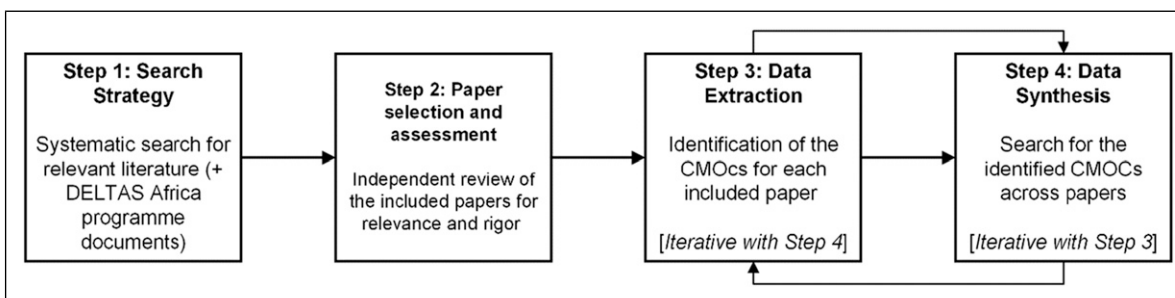 Step 1: Search
Strategy
Systematic search for
relevant literature (+
DELTAS Africa
programme
documents)
Step 2: Paper
selection and
assessment
Independent review of
the included papers for
relevance and rigor
Step 3: Data
Extraction
Identification of the
CMOcs for each
included paper
[Iterative with Step 4]
Step 4: Data
Synthesis
Search for the
identified CMOCs
across papers
[Iterative with Step 3]